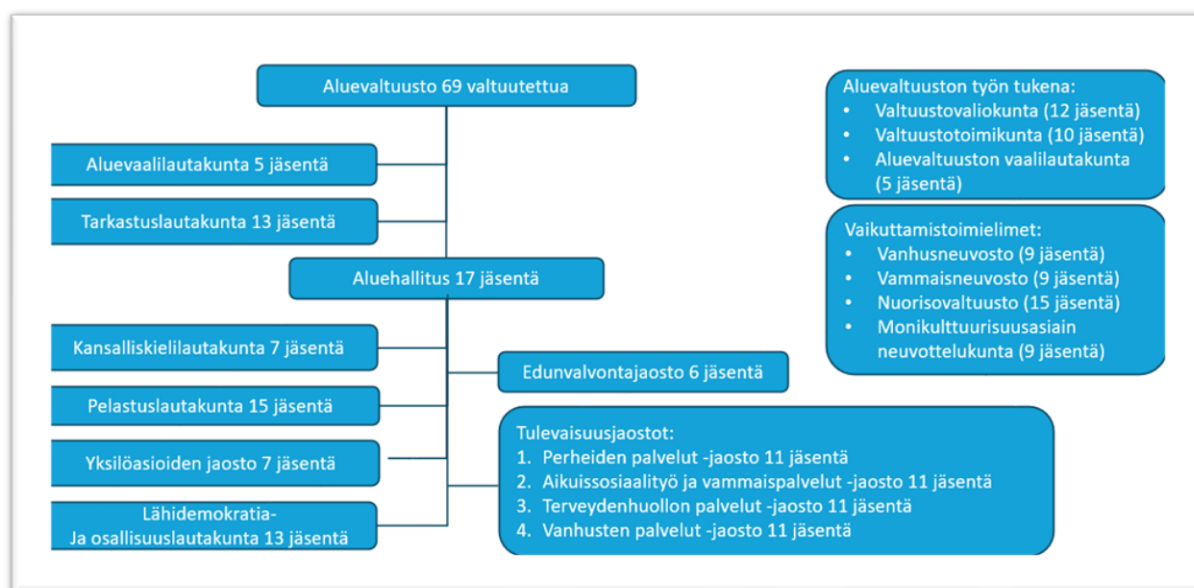 Aluevaltuusto 69 valtuutettua
Aluevaalilautakunta 5 jäsentä
Tarkastuslautakunta 13 jäsentä
Aluehallitus 17 jäsentä
Kansalliskielilautakunta 7 jäsentä
Pelastuslautakunta 15 jäsentä
Yksilöasioiden jaosto 7 jäsentä
Lähidemokratia-
Ja osallisuuslautakunta 13 jäsentä
Edunvalvontajaosto 6 jäsentä
Tulevaisuusjaostot:
1. Perheiden palvelut -jaosto 11 jäsentä
2. Aikuissosiaalityö ja vammaispalvelut -jaosto 11 jäsentä
3. Terveydenhuollon palvelut -jaosto 11 jäsentä
4. Vanhusten palvelut -jaosto 11 jäsentä
Aluevaltuuston työn tukena:
• Valtuustovaliokunta (12 jäsentä)
• Valtuustotoimikunta (10 jäsentä)
• Aluevaltuuston vaalilautakunta
(5 jäsentä)
Vaikuttamistoimielimet:
• Vanhusneuvosto (9 jäsentä)
• Vammaisneuvosto (9 jäsentä)
• Nuorisovaltuusto (15 jäsentä)
• Monikulttuurisuusasiain
neuvottelukunta (9 jäsentä)